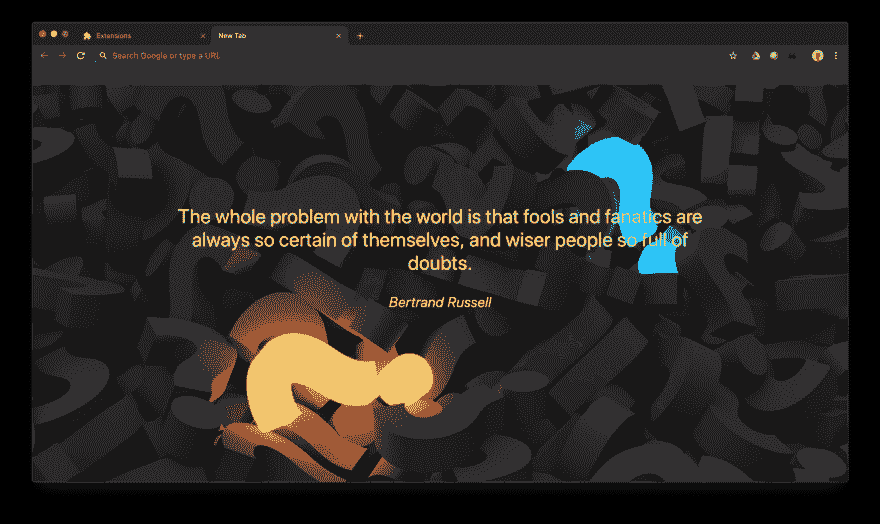 Extensions
New Tab
Search Google or type a URL
The whole problem with the world is that fools and fanatics are
always so certain of themselves, and wiser people so full of
doubts.
Bertrand Russell